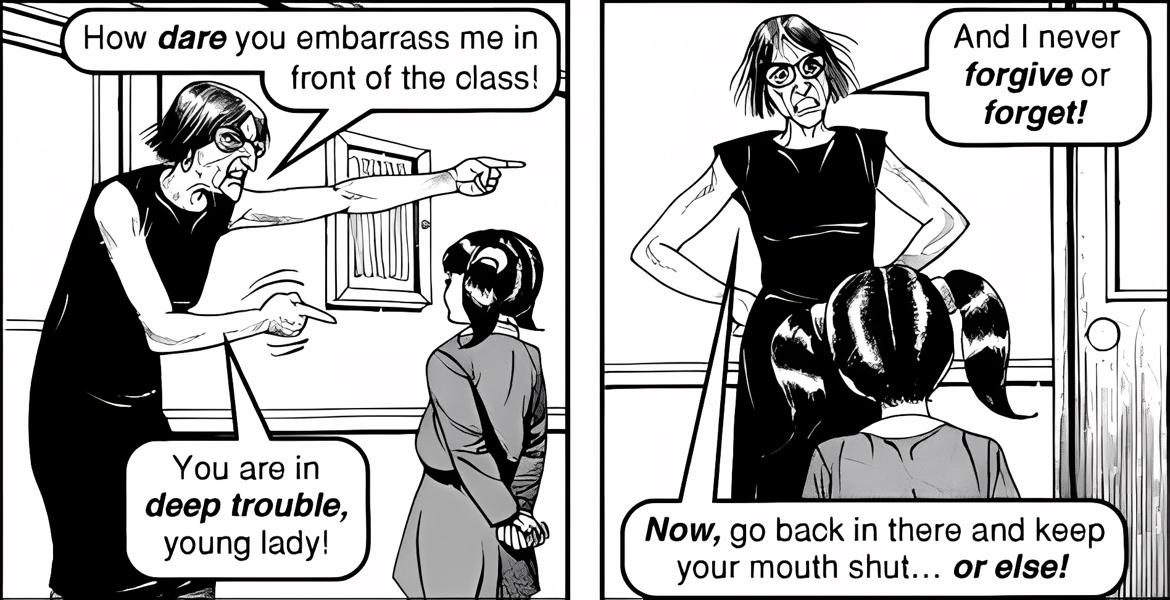 How dare you embarrass me in
front of the class!
You are in
deep trouble,
young lady!
And I never
forgive or
forget!
Now, go back in there and keep
your mouth shut... or else!